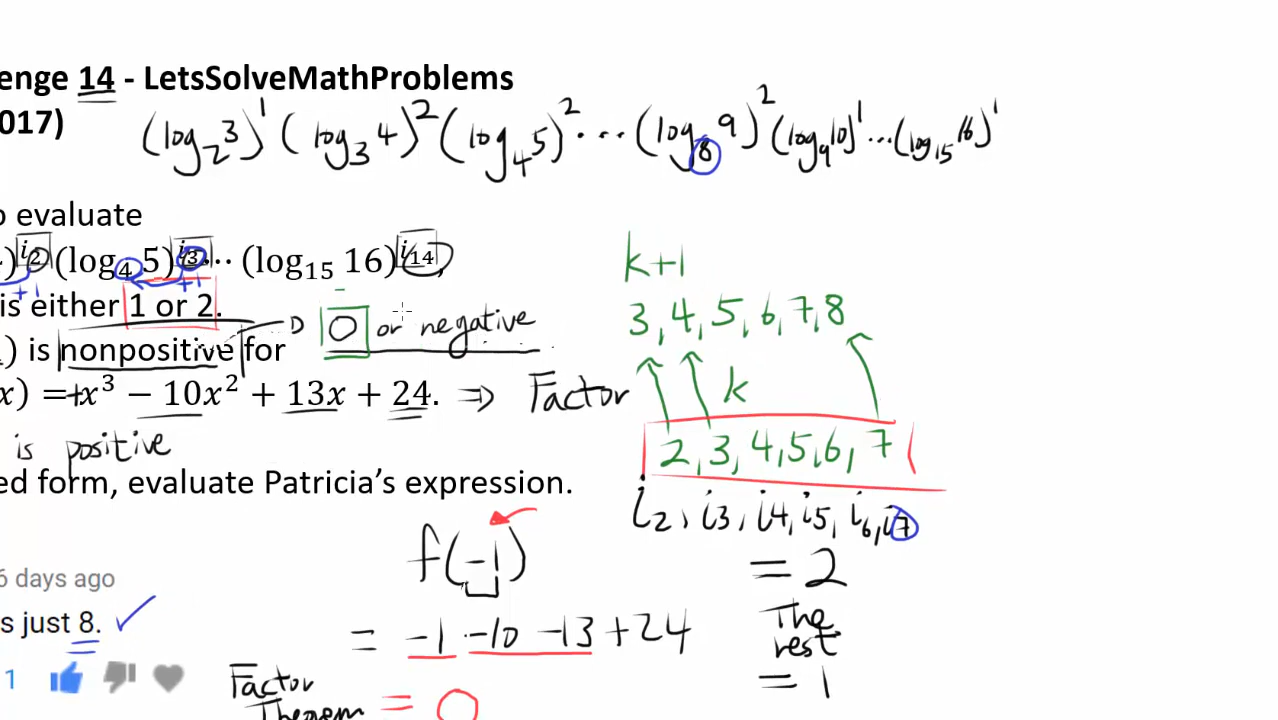 enge 14 - LetsSolveMathProblems
017)
(log₂3)¹ (log₃4)² (log₄5)² ... (log₈9)² (log₉10)¹ ... (log₁₅16)¹
o evaluate
)^i₂ (log₄ 5)^i₃ ⋯ (log₁₅ 16)^i₁₄,
+1 +1
k+1
is either 1 or 2.
3, 4, 5, 6, 7, 8
0 or negative
) is nonpositive for
x) = x³ − 10x² + 13x + 24. ⇒ Factor
k
is positive
2, 3, 4, 5, 6, 7
ed form, evaluate Patricia's expression.
i₂, i₃, i₄, i₅, i₆, i₇
f(-1)
= 2
6 days ago
s just 8. ✓
= -1 -10 -13 +24
The
rest
= 1
1
Factor
Theorem
= 0